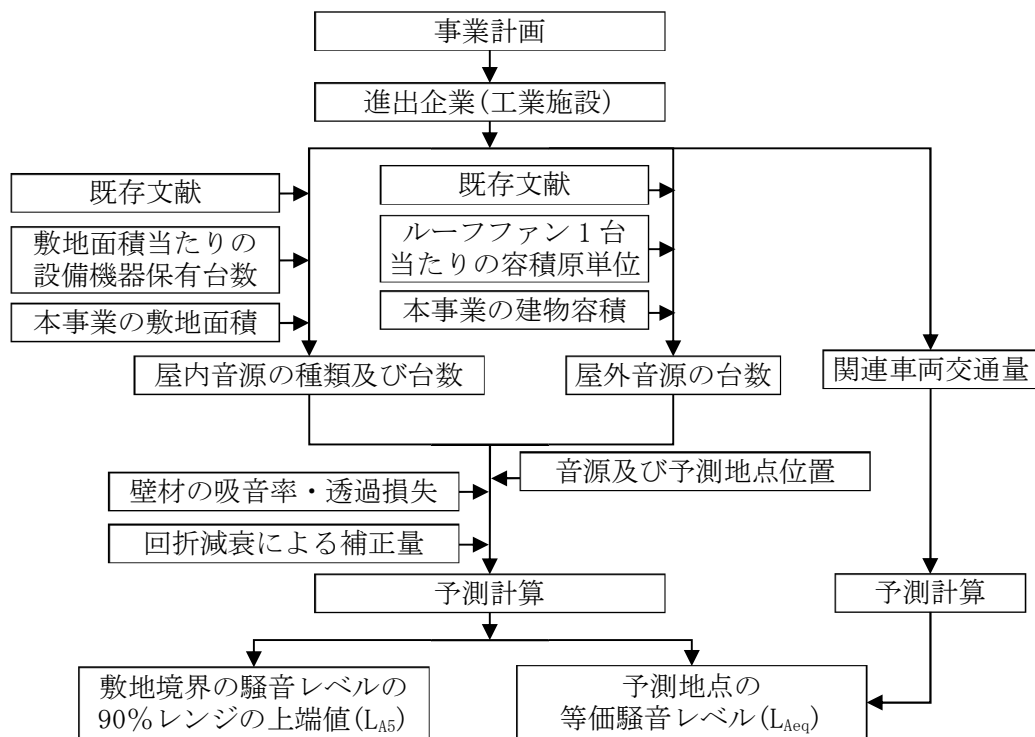 事業計画
進出企業(工業施設)
既存文献
敷地面積当たりの
設備機器保有台数
本事業の敷地面積
既存文献
ルーフファン１台
当たりの容積原単位
本事業の建物容積
屋内音源の種類及び台数
屋外音源の台数
関連車両交通量
音源及び予測地点位置
壁材の吸音率・透過損失
回折減衰による補正量
予測計算
予測計算
敷地境界の騒音レベルの
90％レンジの上端値(LA5)
予測地点の
等価騒音レベル(LAeq)